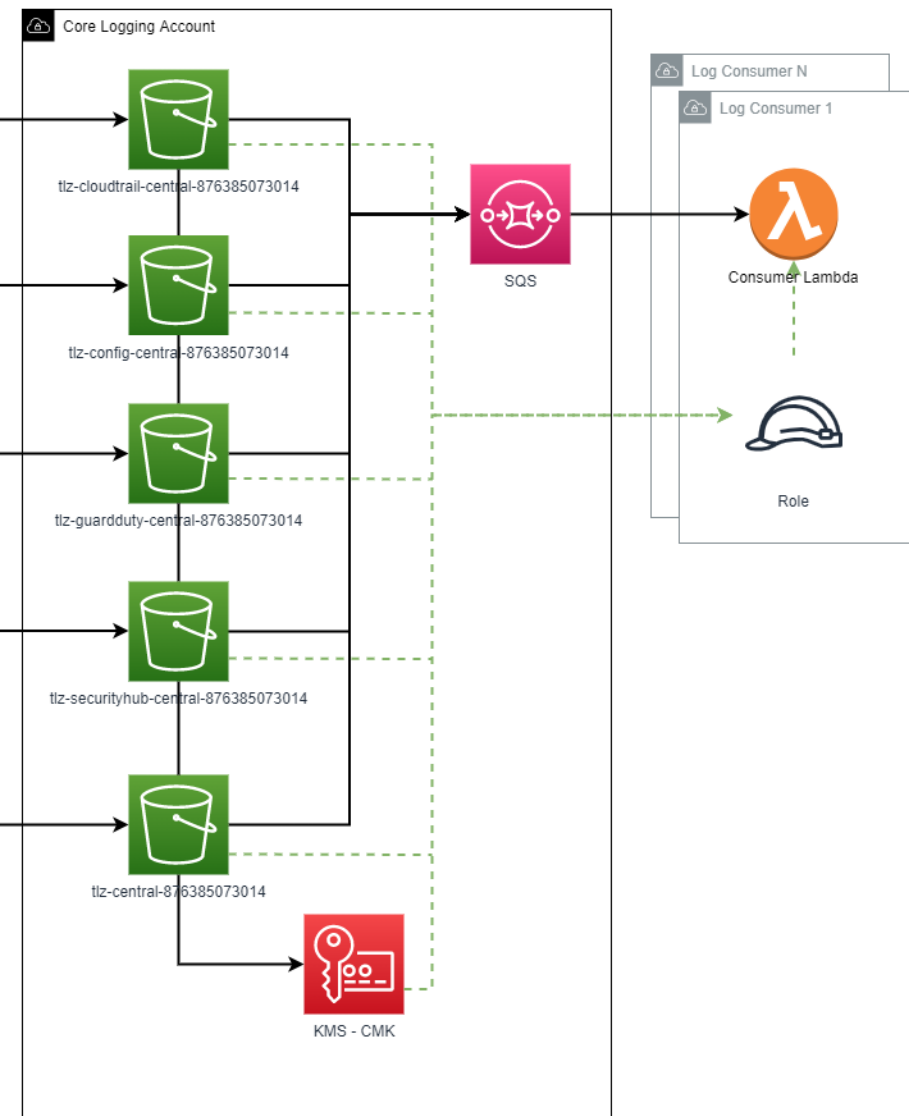 Core Logging Account
Log Consumer N
Log Consumer 1
tlz-cloudtrail-central-876385073014
SQS
Consumer Lambda
tlz-config-central-876385073014
Role
tlz-guardduty-central-876385073014
tlz-securityhub-central-876385073014
tlz-central-876385073014
KMS - CMK